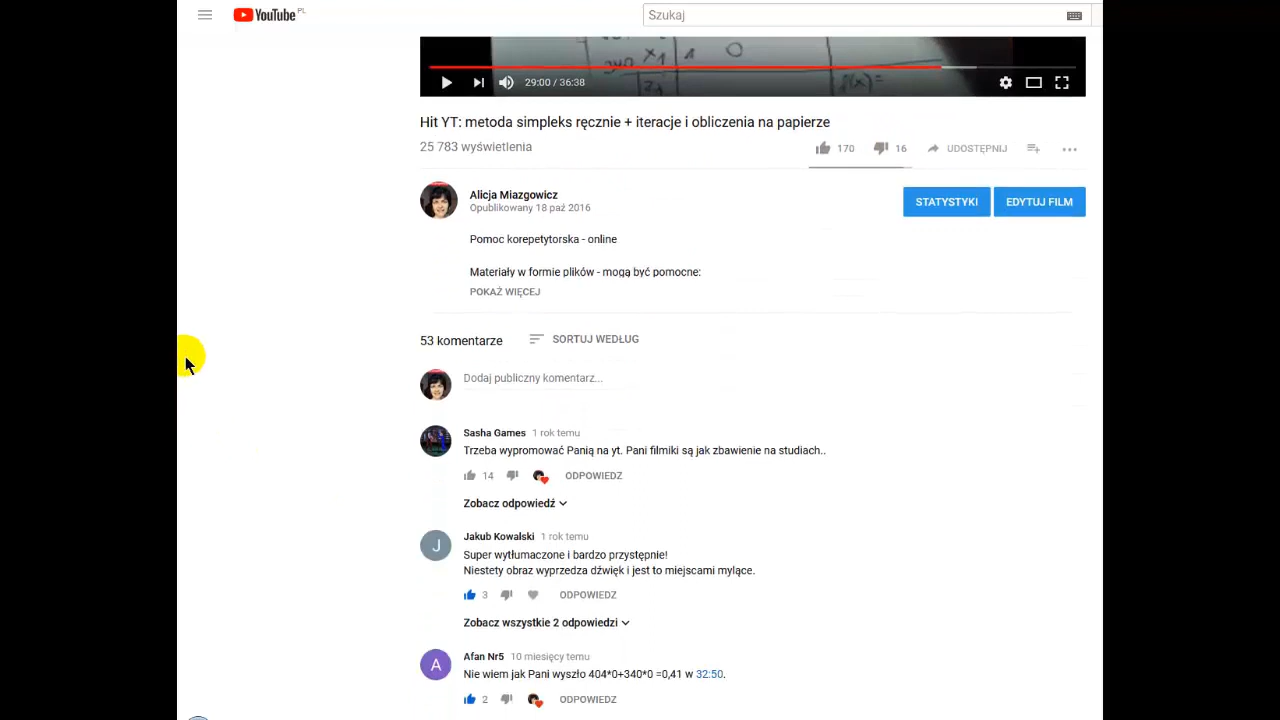 YouTube PL
Szukaj
x1 1 0
29:00 / 36:38
Hit YT: metoda simpleks ręcznie + iteracje i obliczenia na papierze
25 783 wyświetlenia
170 16 UDOSTĘPNIJ
Alicja Miazgowicz
Opublikowany 18 paź 2016
STATYSTYKI EDYTUJ FILM
Pomoc korepetytorska - online
Materiały w formie plików - mogą być pomocne:
POKAŻ WIĘCEJ
53 komentarze SORTUJ WEDŁUG
Dodaj publiczny komentarz...
Sasha Games 1 rok temu
Trzeba wypromować Panią na yt. Pani filmiki są jak zbawienie na studiach..
14 ODPOWIEDZ
Zobacz odpowiedź
J
Jakub Kowalski 1 rok temu
Super wytłumaczone i bardzo przystępnie!
Niestety obraz wyprzedza dźwięk i jest to miejscami mylące.
3 ODPOWIEDZ
Zobacz wszystkie 2 odpowiedzi
A
Afan Nr5 10 miesięcy temu
Nie wiem jak Pani wyszło 404*0+340*0 =0,41 w 32:50.
2 ODPOWIEDZ